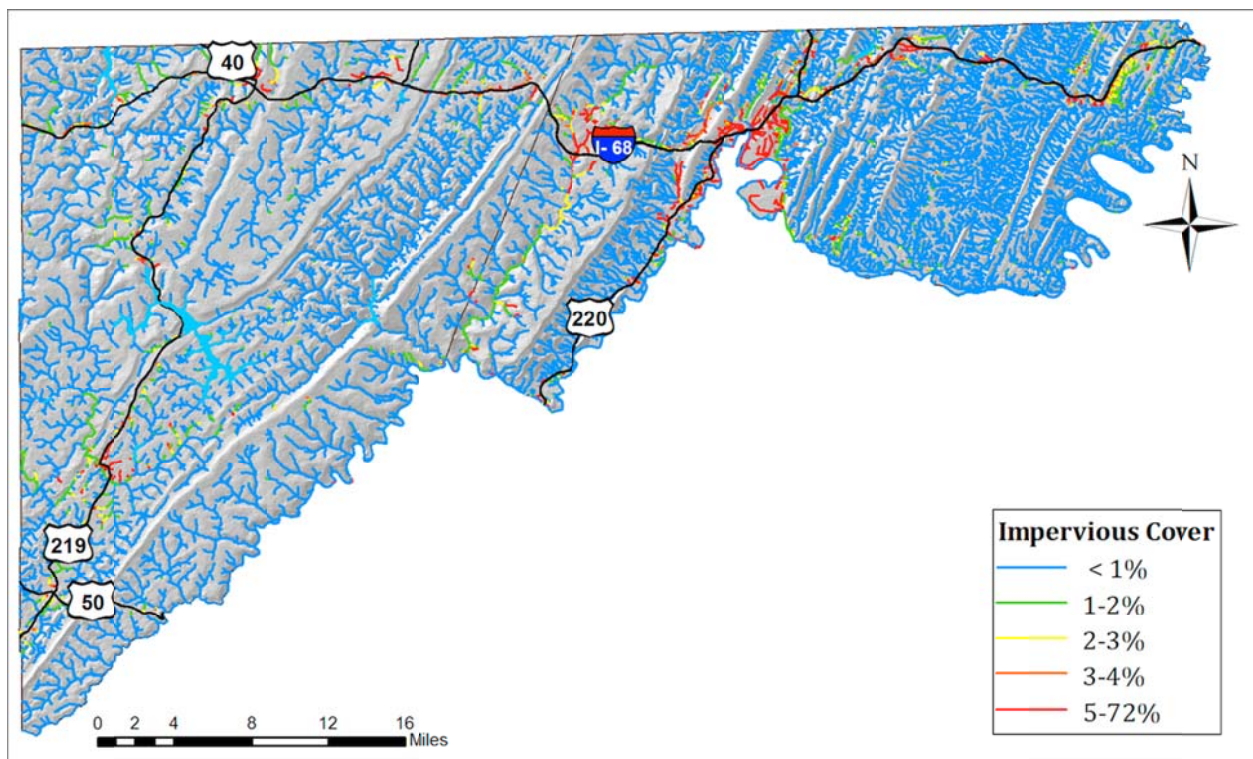 40
I- 68
N
220
219
50
Impervious Cover
< 1%
1-2%
2-3%
3-4%
5-72%
0 2 4 8 12 16
Miles